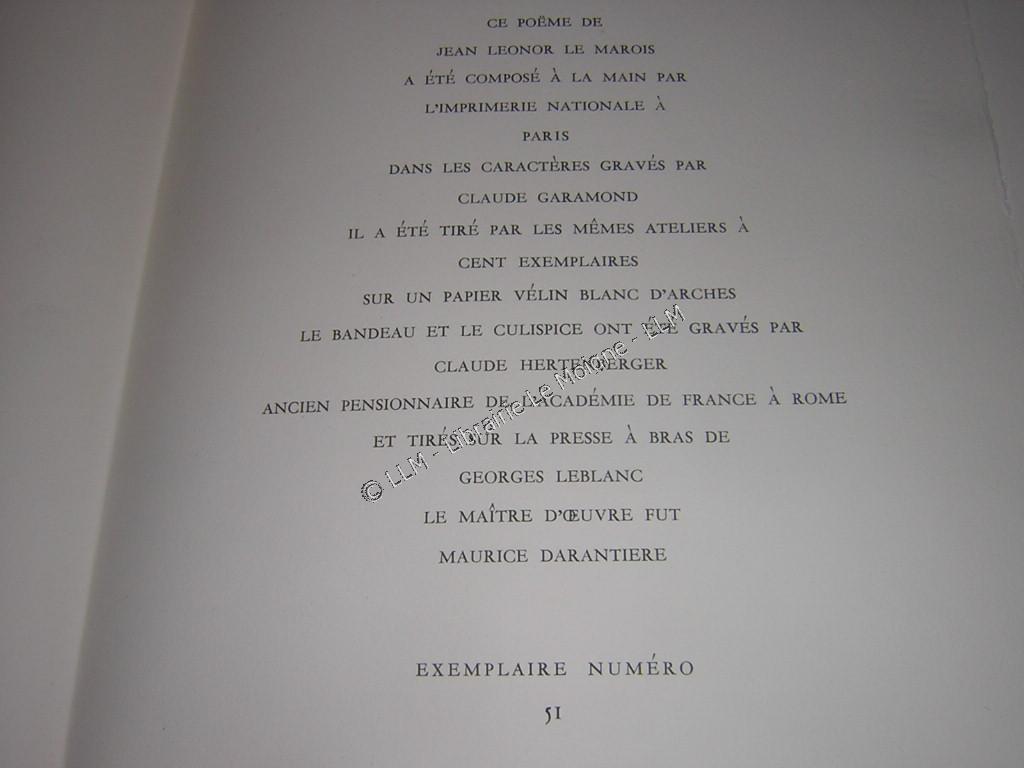 CE POËME DE
JEAN LEONOR LE MAROIS
A ÉTÉ COMPOSÉ À LA MAIN PAR
L'IMPRIMERIE NATIONALE À
PARIS
DANS LES CARACTÈRES GRAVÉS PAR
CLAUDE GARAMOND
IL A ÉTÉ TIRÉ PAR LES MÊMES ATELIERS À
CENT EXEMPLAIRES
SUR UN PAPIER VÉLIN BLANC D'ARCHES
LE BANDEAU ET LE CULISPICE ONT ÉTÉ GRAVÉS PAR
CLAUDE HERTENBERGER
ANCIEN PENSIONNAIRE DE L'ACADÉMIE DE FRANCE À ROME
ET TIRÉS SUR LA PRESSE À BRAS DE
GEORGES LEBLANC
LE MAÎTRE D'ŒUVRE FUT
MAURICE DARANTIERE
EXEMPLAIRE NUMÉRO
51
© LLM - Librairie Le Moigne - LLM